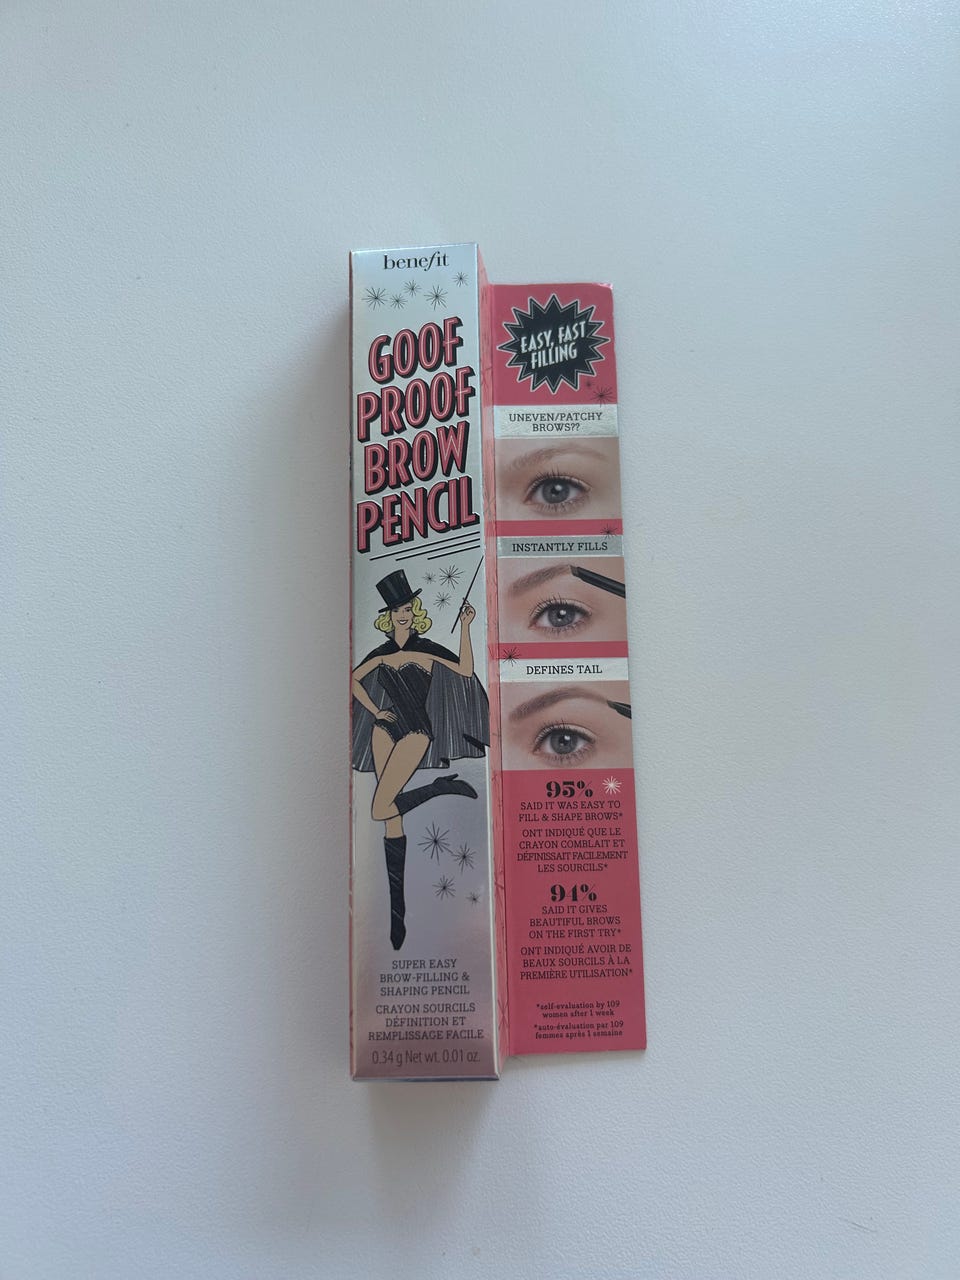 benefit
GOOF
PROOF
BROW
PENCIL
SUPER EASY
BROW-FILLING &
SHAPING PENCIL
CRAYON SOURCILS
DÉFINITION ET
REMPLISSAGE FACILE
0.34 g Net wt. 0.01 oz.
EASY, FAST
FILLING
UNEVEN/PATCHY
BROWS??
INSTANTLY FILLS
DEFINES TAIL
95%
SAID IT WAS EASY TO
FILL & SHAPE BROWS*
ONT INDIQUÉ QUE LE
CRAYON COMBLAIT ET
DÉFINISSAIT FACILEMENT
LES SOURCILS*
94%
SAID IT GIVES
BEAUTIFUL BROWS
ON THE FIRST TRY*
ONT INDIQUÉ AVOIR DE
BEAUX SOURCILS À LA
PREMIÈRE UTILISATION*
*self-evaluation by 109
women after 1 week
*auto-évaluation par 109
femmes après 1 semaine